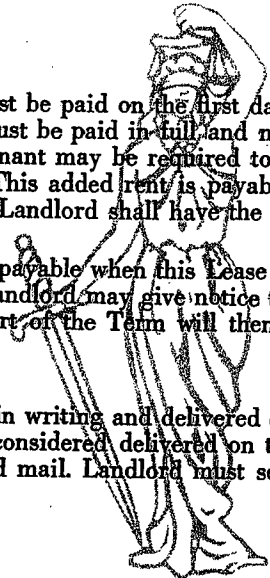 st be paid on the first da
ust be paid in full and n
nant may be required to
This added rent is payab
Landlord shall have the
payable when this Lease
andlord may give notice t
rt of the Term will then
in writing and delivered
considered delivered on t
d mail. Landlord must se